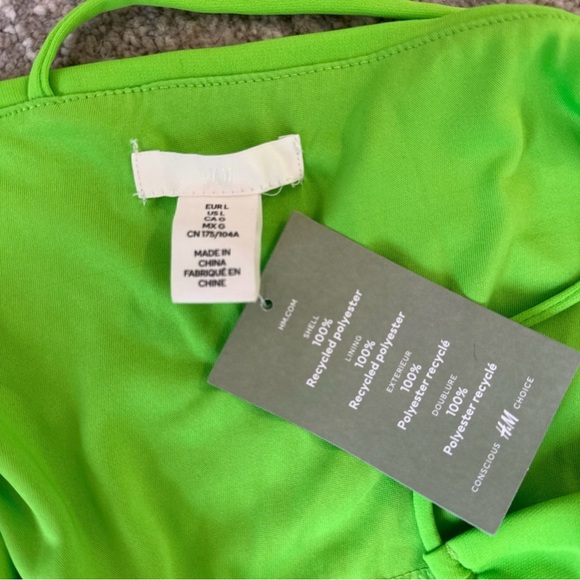 H&M
EUR L
US L
CA G
MX G
CN 175/104A
MADE IN
CHINA
FABRIQUÉ EN
CHINE
HM.COM
SHELL
100%
Recycled polyester
LINING
100%
Recycled polyester
EXTERIEUR
100%
Polyester recyclé
DOUBLURE
100%
Polyester recyclé
CONSCIOUS H&M CHOICE